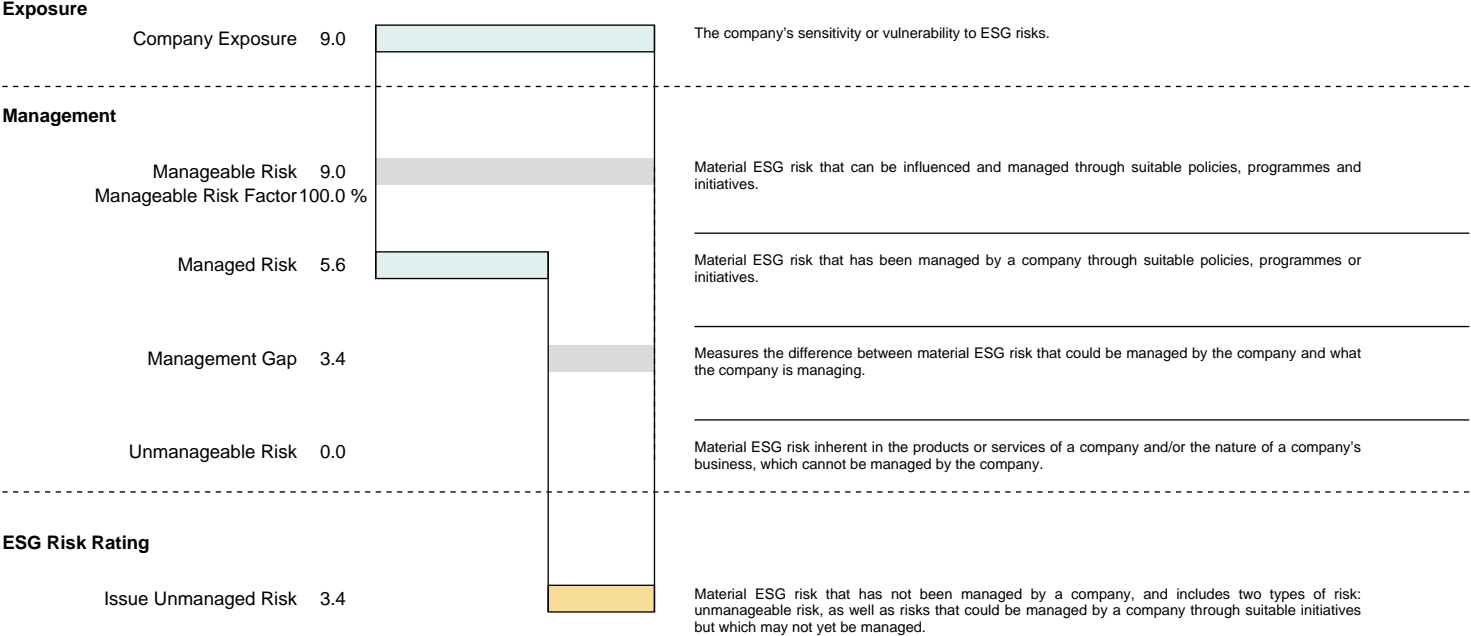 Exposure
Company Exposure 9.0
The company’s sensitivity or vulnerability to ESG risks.
Management
Manageable Risk 9.0
Manageable Risk Factor 100.0 %
Material ESG risk that can be influenced and managed through suitable policies, programmes and
initiatives.
Managed Risk 5.6
Material ESG risk that has been managed by a company through suitable policies, programmes or
initiatives.
Management Gap 3.4
Measures the difference between material ESG risk that could be managed by the company and what
the company is managing.
Unmanageable Risk 0.0
Material ESG risk inherent in the products or services of a company and/or the nature of a company’s
business, which cannot be managed by the company.
ESG Risk Rating
Issue Unmanaged Risk 3.4
Material ESG risk that has not been managed by a company, and includes two types of risk:
unmanageable risk, as well as risks that could be managed by a company through suitable initiatives
but which may not yet be managed.